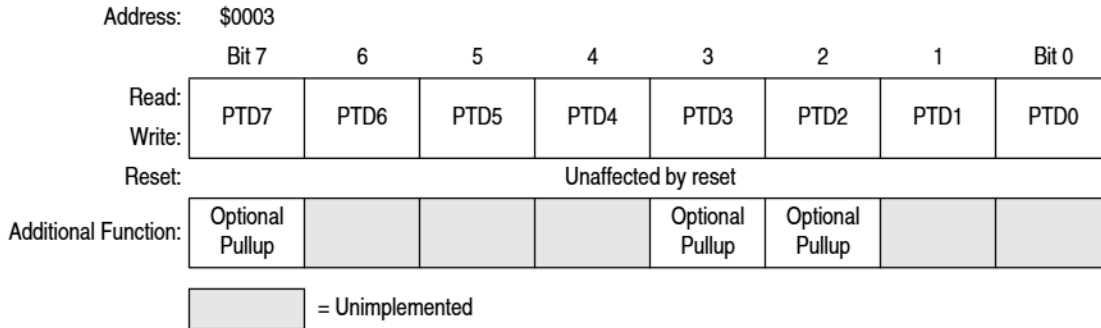 Address: $0003
Bit 7 6 5 4 3 2 1 Bit 0
Read:
Write:
PTD7 PTD6 PTD5 PTD4 PTD3 PTD2 PTD1 PTD0
Reset: Unaffected by reset
Additional Function: Optional Pullup Optional Pullup Optional Pullup
= Unimplemented